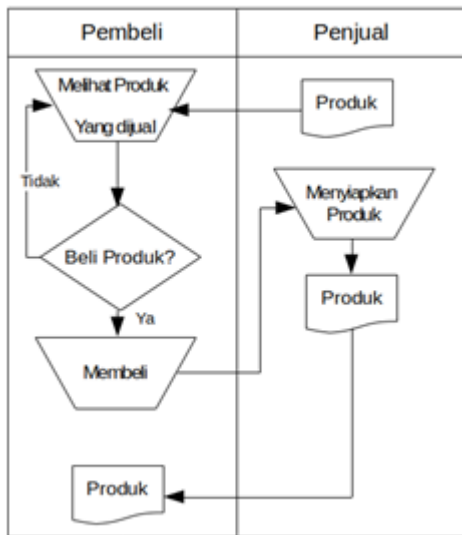 Pembeli
Penjual
Melihat Produk
Yang dijual
Produk
Tidak
Menyiapkan
Produk
Beli Produk?
Produk
Ya
Membeli
Produk